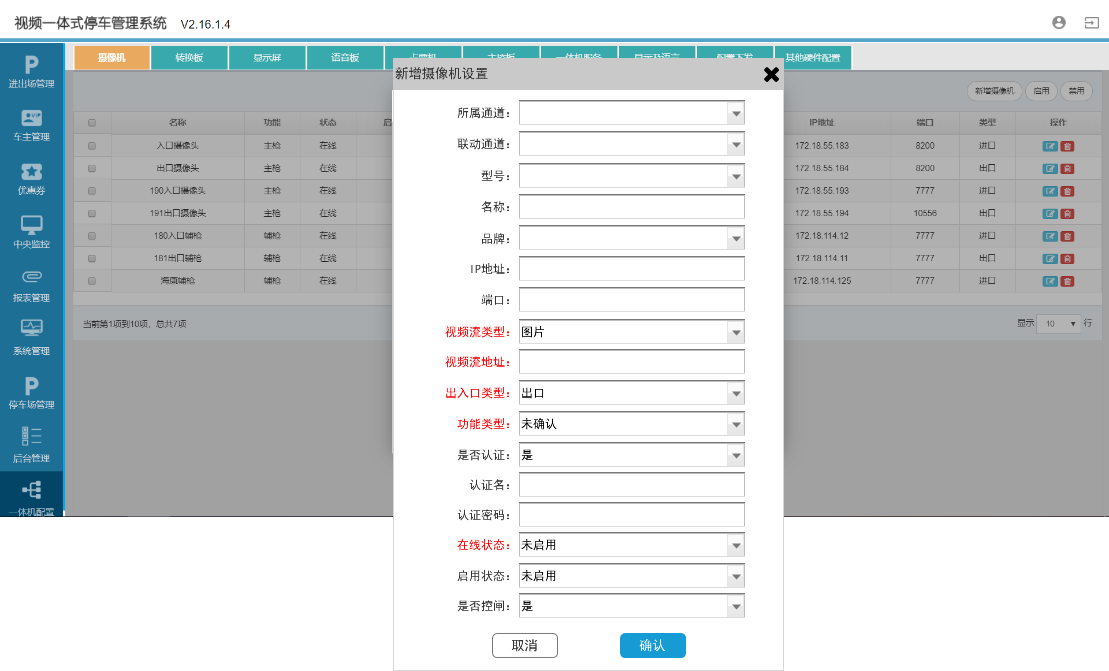 视频一体式停车管理系统 V2.16.1.4
进出场管理
车主管理
优惠券
中央监控
报表管理
系统管理
停车场管理
后台管理
一体机配置
摄像机 转换板 显示屏 语音板 其他硬件配置
新增摄像机 启用 禁用
名称 功能 状态 IP地址 端口 类型 操作
入口摄像头 主枪 在线 172.18.55.183 8200 进口
出口摄像头 主枪 在线 172.18.55.184 8200 出口
190入口摄像头 主枪 在线 172.18.55.193 7777 进口
191出口摄像头 主枪 在线 172.18.55.194 10556 出口
180入口辅枪 辅枪 在线 172.18.114.12 7777 进口
181出口辅枪 辅枪 在线 172.18.114.11 7777 出口
海康辅枪 辅枪 在线 172.18.114.125 7777 进口
当前第1项到10项，总共7项 显示 10 行
新增摄像机设置
所属通道：
联动通道：
型号：
名称：
品牌：
IP地址：
端口：
视频流类型： 图片
视频流地址：
出入口类型： 出口
功能类型： 未确认
是否认证： 是
认证名：
认证密码：
在线状态： 未启用
启用状态： 未启用
是否控闸： 是
取消 确认